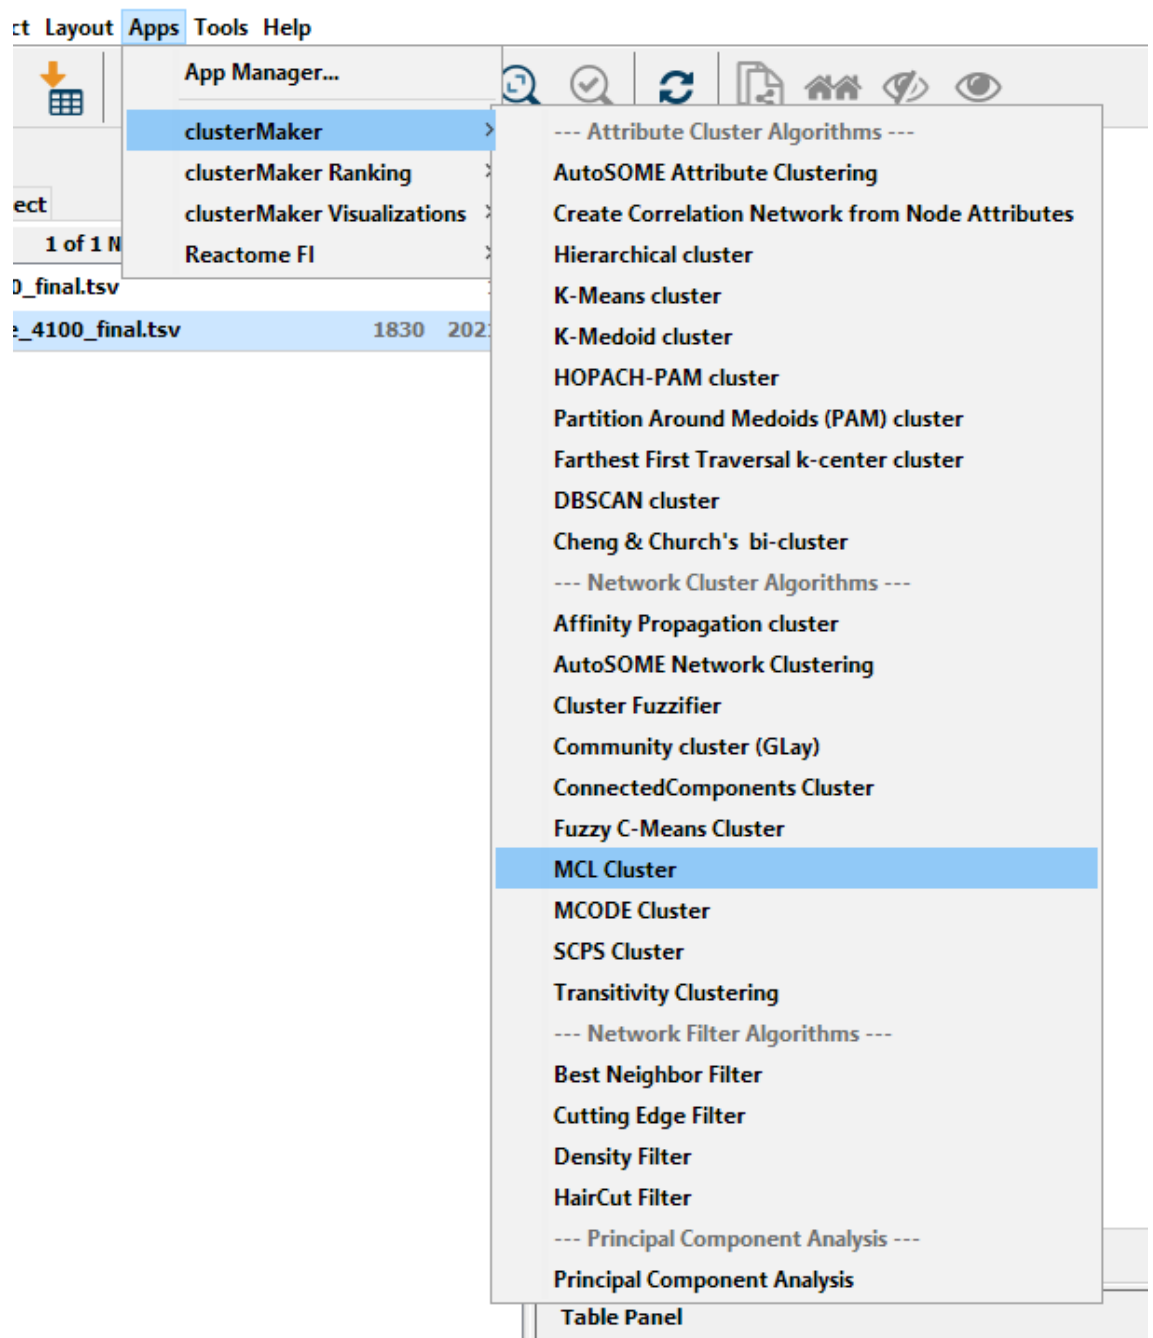 ct Layout Apps Tools Help
App Manager...
clusterMaker
clusterMaker Ranking
clusterMaker Visualizations
Reactome FI
ect
1 of 1 N
0_final.tsv
e_4100_final.tsv 1830 202
--- Attribute Cluster Algorithms ---
AutoSOME Attribute Clustering
Create Correlation Network from Node Attributes
Hierarchical cluster
K-Means cluster
K-Medoid cluster
HOPACH-PAM cluster
Partition Around Medoids (PAM) cluster
Farthest First Traversal k-center cluster
DBSCAN cluster
Cheng & Church's bi-cluster
--- Network Cluster Algorithms ---
Affinity Propagation cluster
AutoSOME Network Clustering
Cluster Fuzzifier
Community cluster (GLay)
ConnectedComponents Cluster
Fuzzy C-Means Cluster
MCL Cluster
MCODE Cluster
SCPS Cluster
Transitivity Clustering
--- Network Filter Algorithms ---
Best Neighbor Filter
Cutting Edge Filter
Density Filter
HairCut Filter
--- Principal Component Analysis ---
Principal Component Analysis
Table Panel